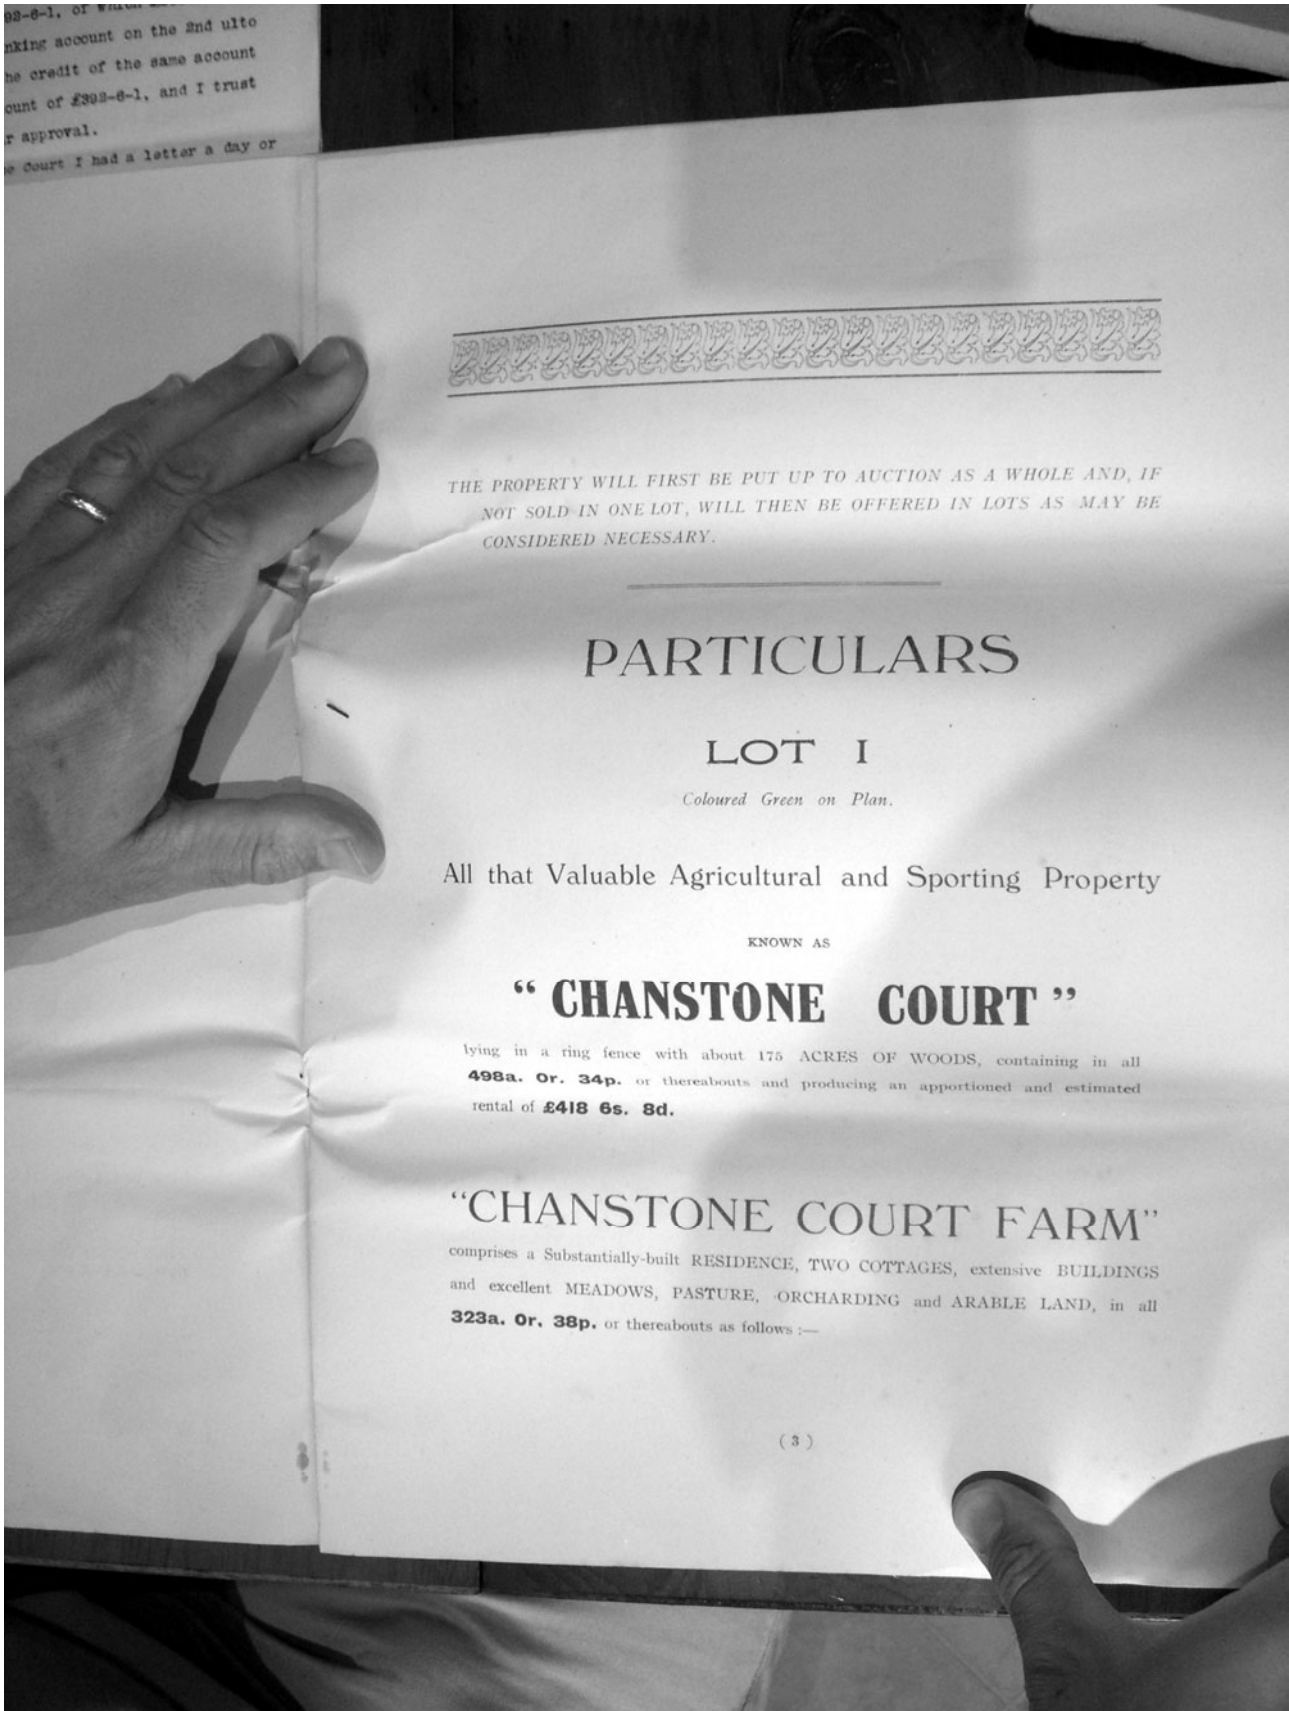 92-6-1, of which
nking account on the 2nd ulto
he credit of the same account
ount of £392-6-1, and I trust
r approval.
Court I had a letter a day or
THE PROPERTY WILL FIRST BE PUT UP TO AUCTION AS A WHOLE AND, IF
NOT SOLD IN ONE LOT, WILL THEN BE OFFERED IN LOTS AS MAY BE
CONSIDERED NECESSARY.
PARTICULARS
LOT I
Coloured Green on Plan.
All that Valuable Agricultural and Sporting Property
KNOWN AS
“CHANSTONE COURT”
lying in a ring fence with about 175 ACRES OF WOODS, containing in all
498a. 0r. 34p. or thereabouts and producing an apportioned and estimated
rental of £418 6s. 8d.
“CHANSTONE COURT FARM”
comprises a Substantially-built RESIDENCE, TWO COTTAGES, extensive BUILDINGS
and excellent MEADOWS, PASTURE, ORCHARDING and ARABLE LAND, in all
323a. 0r. 38p. or thereabouts as follows :—
( 3 )